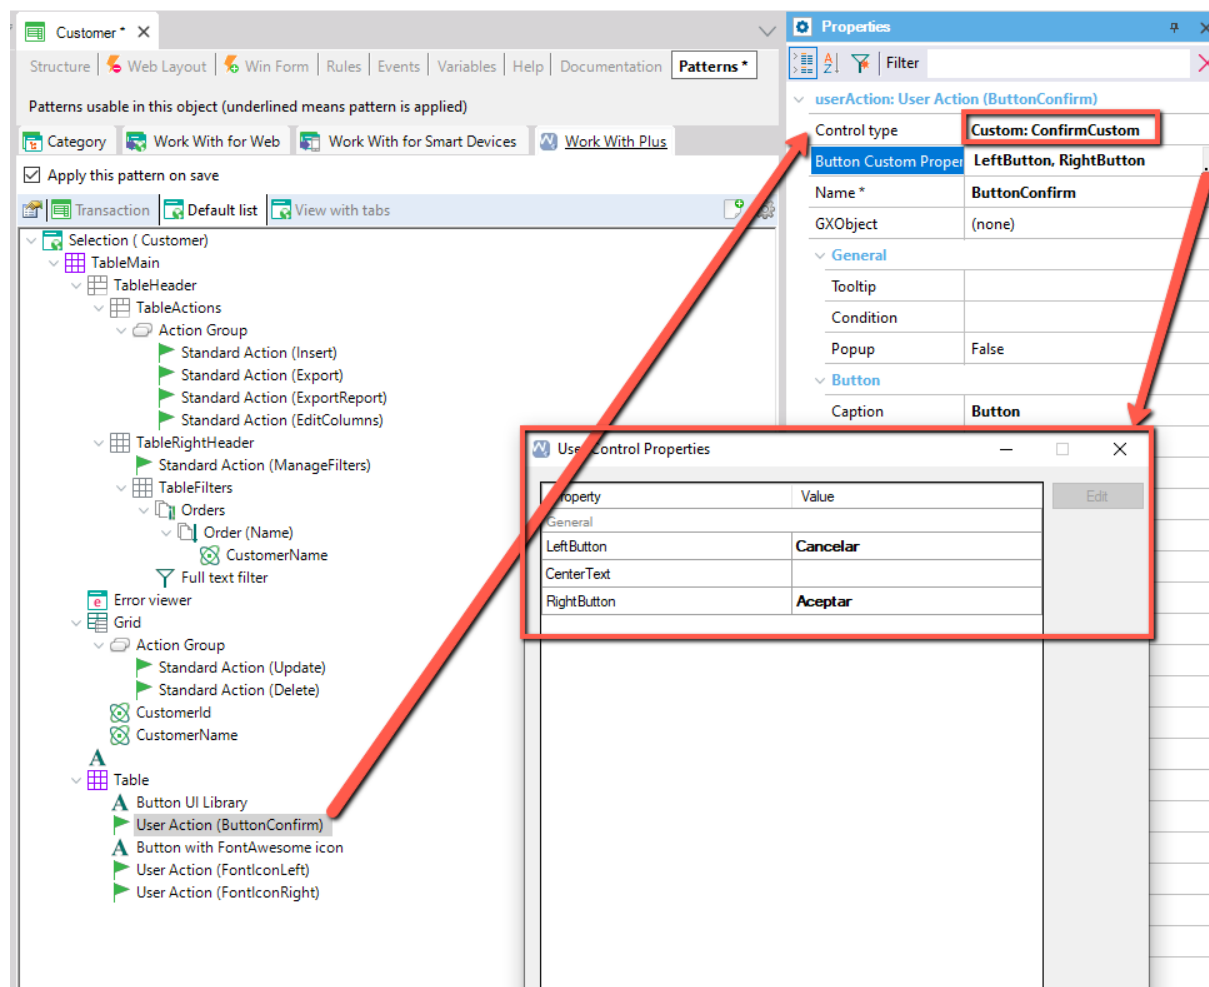 Customer *
Structure Web Layout Win Form Rules Events Variables Help Documentation Patterns *
Patterns usable in this object (underlined means pattern is applied)
Category Work With for Web Work With for Smart Devices Work With Plus
Apply this pattern on save
Transaction Default list View with tabs
Selection ( Customer)
TableMain
TableHeader
TableActions
Action Group
Standard Action (Insert)
Standard Action (Export)
Standard Action (ExportReport)
Standard Action (EditColumns)
TableRightHeader
Standard Action (ManageFilters)
TableFilters
Orders
Order (Name)
CustomerName
Full text filter
Error viewer
Grid
Action Group
Standard Action (Update)
Standard Action (Delete)
CustomerId
CustomerName
Table
Button UI Library
User Action (ButtonConfirm)
Button with FontAwesome icon
User Action (FontIconLeft)
User Action (FontIconRight)
Properties
Filter
userAction: User Action (ButtonConfirm)
Control type Custom: ConfirmCustom
Button Custom Proper LeftButton, RightButton
Name * ButtonConfirm
GXObject (none)
General
Tooltip
Condition
Popup False
Button
Caption Button
User Control Properties
Property Value
Edit
General
LeftButton Cancelar
CenterText
RightButton Aceptar